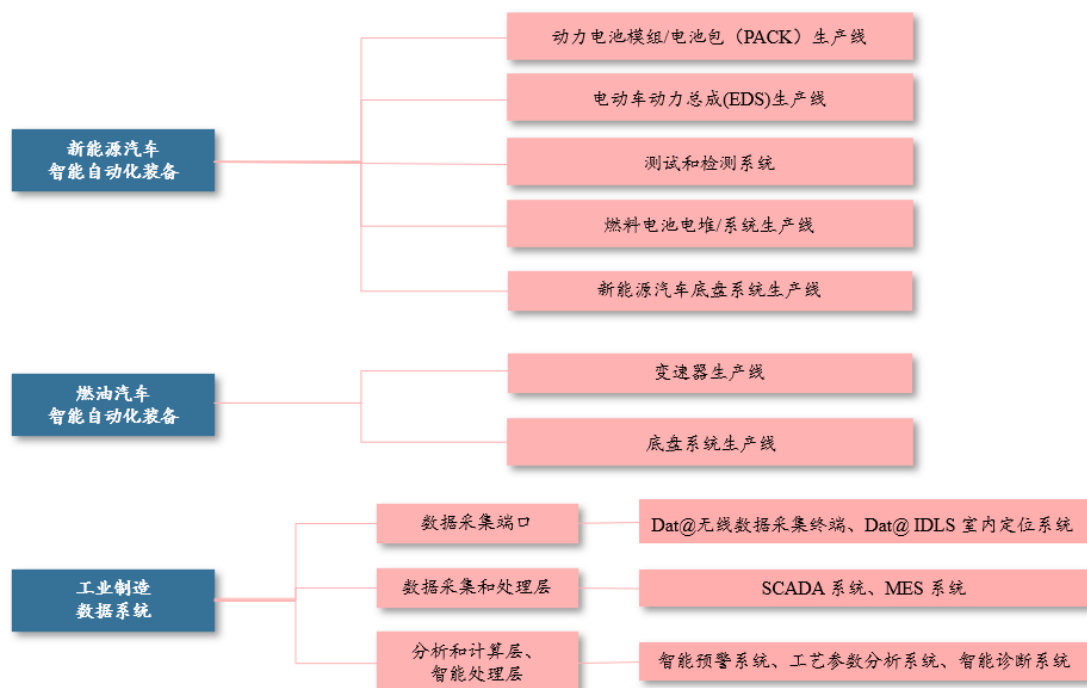 动力电池模组/电池包（PACK）生产线
电动车动力总成(EDS)生产线
新能源汽车
智能自动化装备
测试和检测系统
燃料电池电堆/系统生产线
新能源汽车底盘系统生产线
燃油汽车
智能自动化装备
变速器生产线
底盘系统生产线
数据采集端口
Dat@无线数据采集终端、Dat@ IDLS 室内定位系统
工业制造
数据系统
数据采集和处理层
SCADA 系统、MES 系统
分析和计算层、
智能处理层
智能预警系统、工艺参数分析系统、智能诊断系统